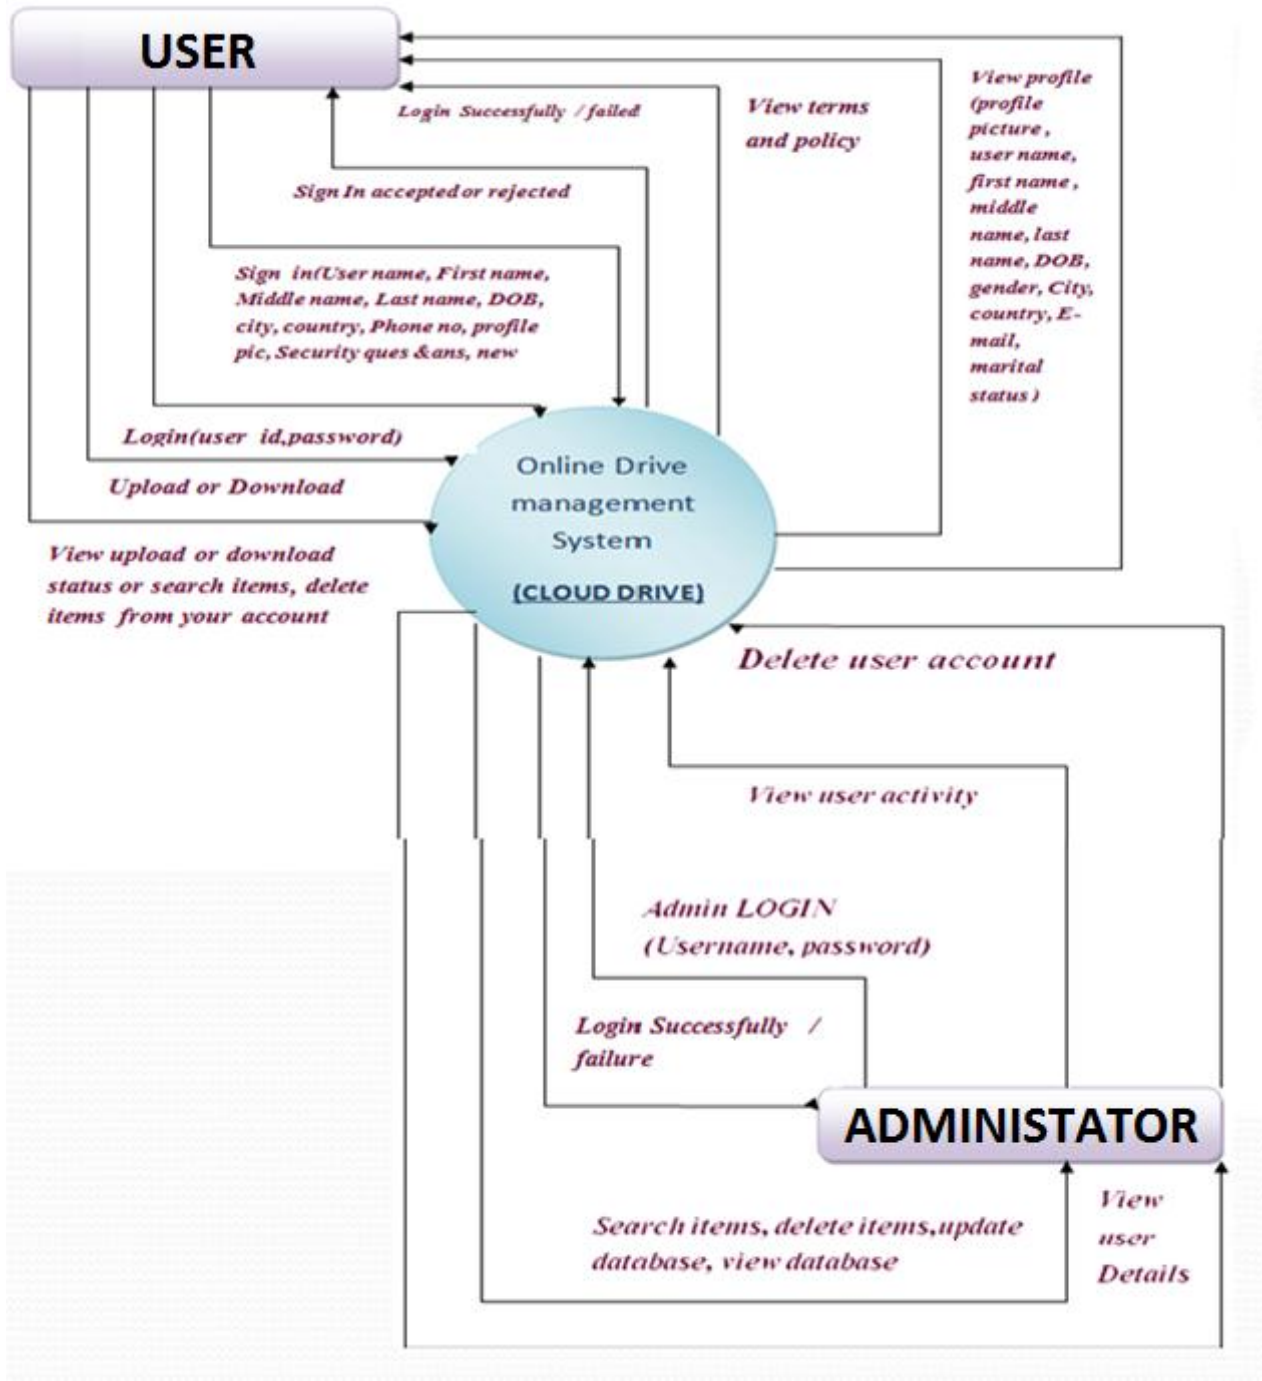 USER
Login Successfully / failed
View terms
and policy
View profile
(profile
picture ,
user name,
first name ,
middle
name, last
name, DOB,
gender, City,
country, E-
mail,
marital
status )
Sign In accepted or rejected
Sign in(User name, First name,
Middle name, Last name, DOB,
city, country, Phone no, profile
pic, Security ques &ans, new
Login(user id,password)
Upload or Download
View upload or download
status or search items, delete
items from your account
Online Drive
management
System
(CLOUD DRIVE)
Delete user account
View user activity
Admin LOGIN
(Username, password)
Login Successfully /
failure
ADMINISTATOR
Search items, delete items,update
database, view database
View
user
Details